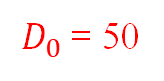 D₀ = 50